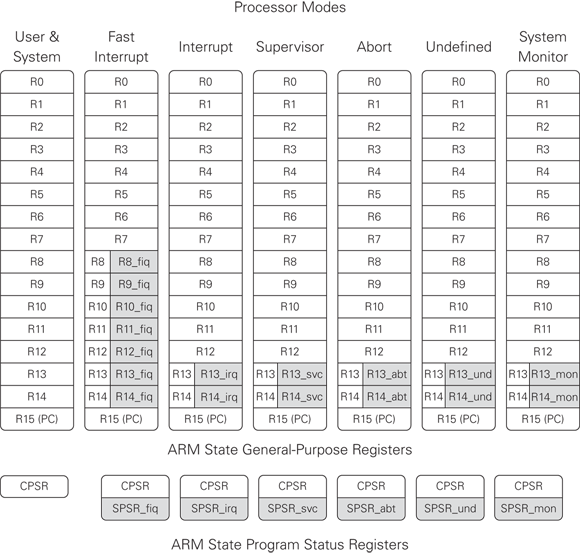 Processor Modes
User & System Fast Interrupt Interrupt Supervisor Abort Undefined System Monitor
R0 R0 R0 R0 R0 R0 R0
R1 R1 R1 R1 R1 R1 R1
R2 R2 R2 R2 R2 R2 R2
R3 R3 R3 R3 R3 R3 R3
R4 R4 R4 R4 R4 R4 R4
R5 R5 R5 R5 R5 R5 R5
R6 R6 R6 R6 R6 R6 R6
R7 R7 R7 R7 R7 R7 R7
R8 R8 R8_fiq R8 R8 R8 R8 R8
R9 R9 R9_fiq R9 R9 R9 R9 R9
R10 R10 R10_fiq R10 R10 R10 R10 R10
R11 R11 R11_fiq R11 R11 R11 R11 R11
R12 R12 R12_fiq R12 R12 R12 R12 R12
R13 R13 R13_fiq R13 R13_irq R13 R13_svc R13 R13_abt R13 R13_und R13 R13_mon
R14 R14 R14_fiq R14 R14_irq R14 R14_svc R14 R14_abt R14 R14_und R14 R14_mon
R15 (PC) R15 (PC) R15 (PC) R15 (PC) R15 (PC) R15 (PC) R15 (PC)
ARM State General-Purpose Registers
CPSR CPSR CPSR CPSR CPSR CPSR CPSR
SPSR_fiq SPSR_irq SPSR_svc SPSR_abt SPSR_und SPSR_mon
ARM State Program Status Registers